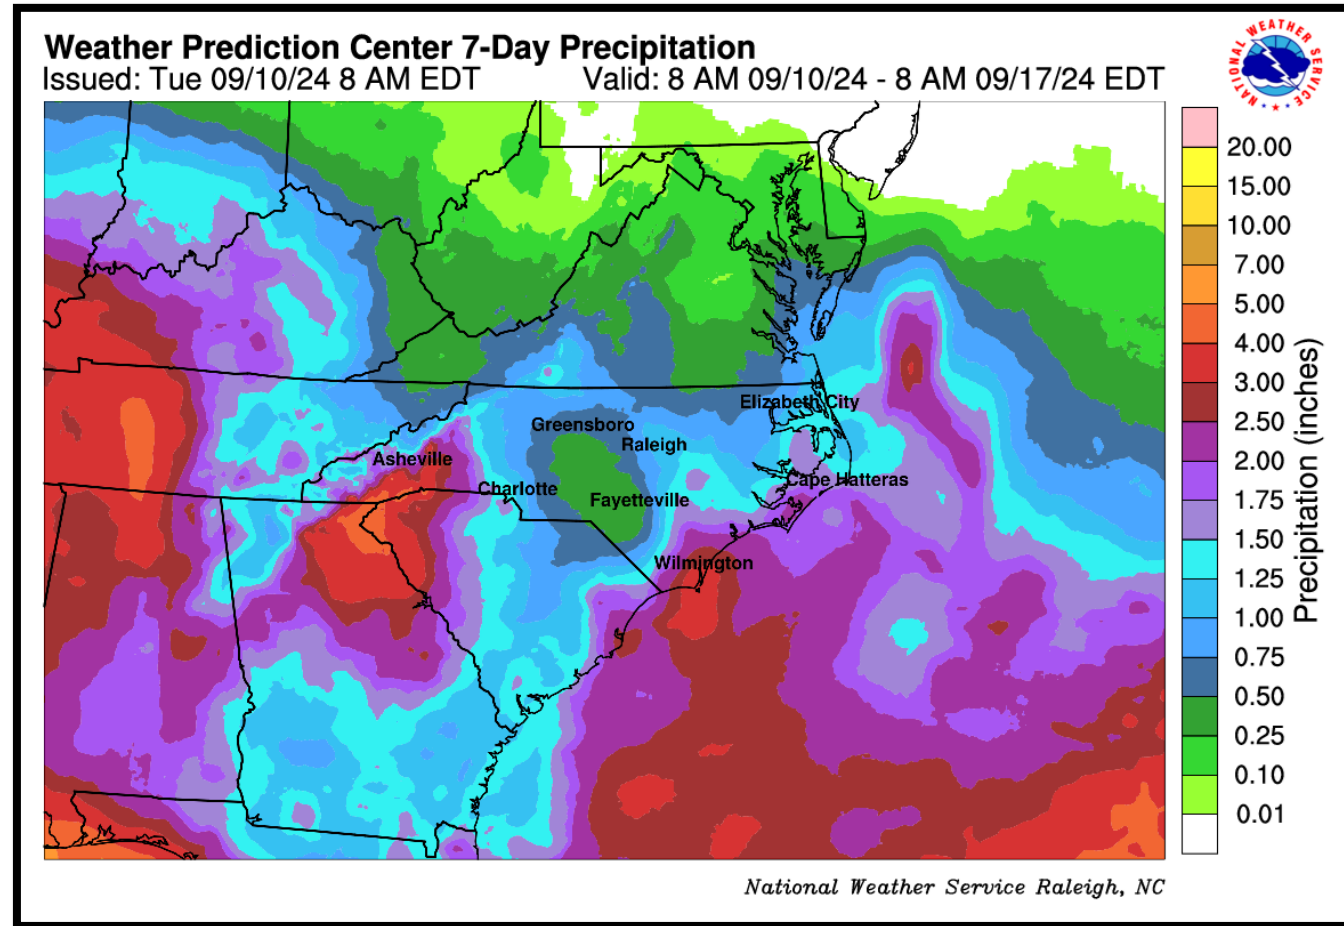 Weather Prediction Center 7-Day Precipitation
Issued: Tue 09/10/24 8 AM EDT Valid: 8 AM 09/10/24 - 8 AM 09/17/24 EDT
NATIONAL WEATHER SERVICE
20.00
15.00
10.00
7.00
5.00
4.00
3.00
2.50
2.00
1.75
1.50
1.25
1.00
0.75
0.50
0.25
0.10
0.01
Precipitation (inches)
Elizabeth City
Greensboro
Raleigh
Asheville
Cape Hatteras
Charlotte
Fayetteville
Wilmington
National Weather Service Raleigh, NC